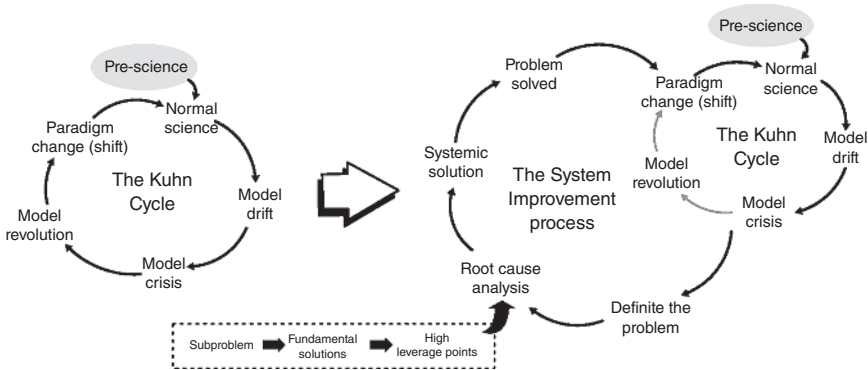 Pre-science
Normal
science
Paradigm
change (shift)
The Kuhn
Cycle
Model
drift
Model
revolution
Model
crisis
Pre-science
Problem
solved
Paradigm
change (shift)
Normal
science
Systemic
solution
The System
Improvement
process
Model
revolution
The Kuhn
Cycle
Model
drift
Model
crisis
Root cause
analysis
Definite the
problem
Subproblem
Fundamental
solutions
High
leverage points